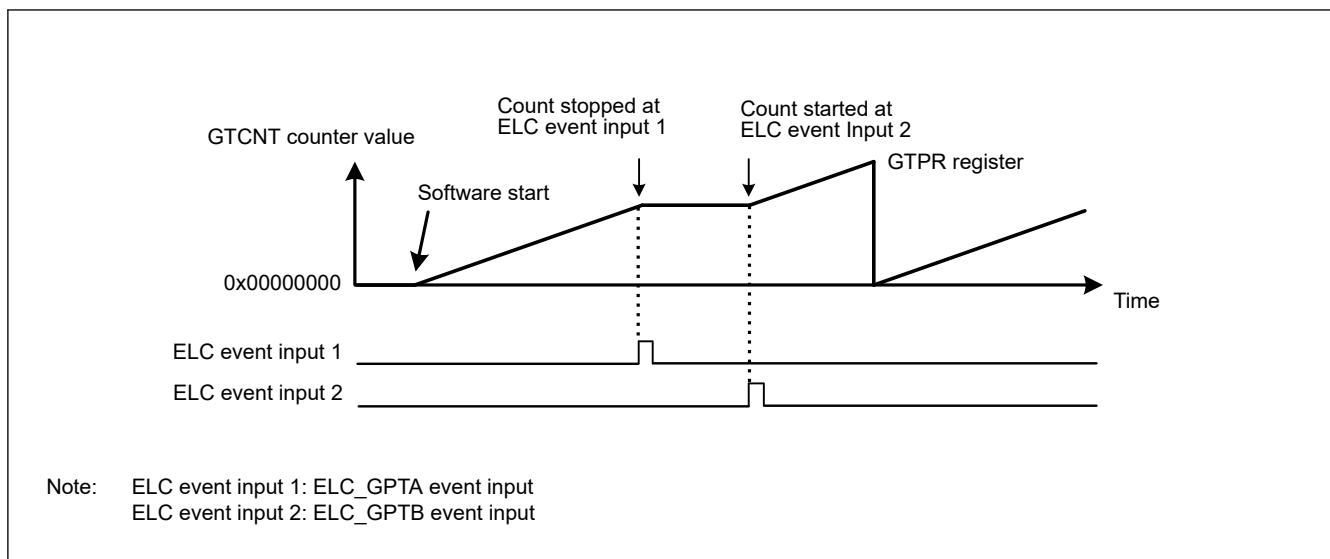 Count stopped at
ELC event input 1
Count started at
ELC event Input 2
GTCNT counter value
GTPR register
Software start
0x00000000
Time
ELC event input 1
ELC event input 2
Note: ELC event input 1: ELC_GPTA event input
ELC event input 2: ELC_GPTB event input